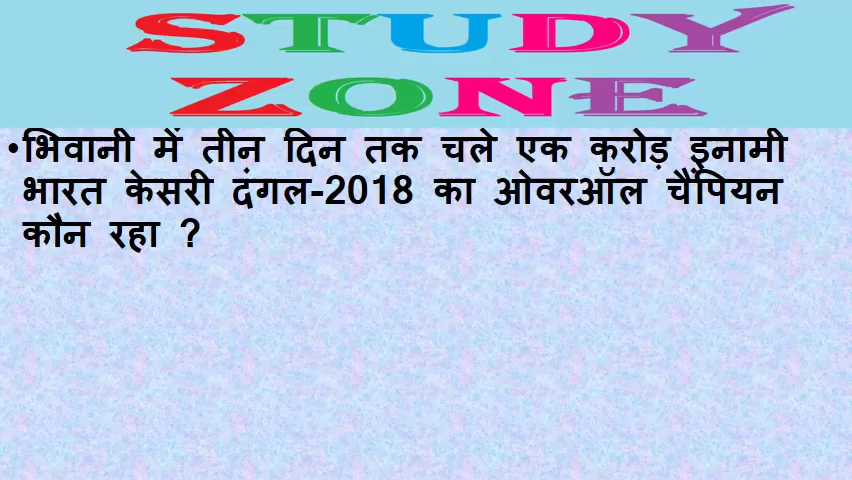 STUDY
ZONE
•भिवानी में तीन दिन तक चले एक करोड़ इनामी
भारत केसरी दंगल-2018 का ओवरऑल चैंपियन
कौन रहा ?